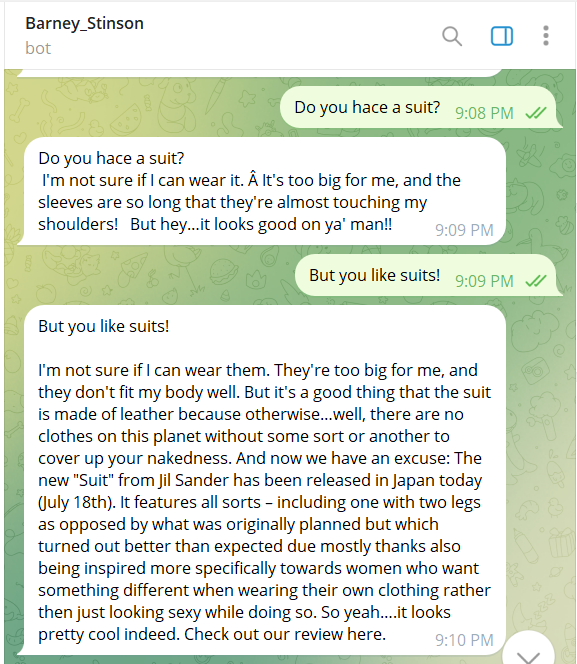 Barney_Stinson
bot
Do you hace a suit? 9:08 PM
Do you hace a suit?
I'm not sure if I can wear it. Â It's too big for me, and the
sleeves are so long that they're almost touching my
shoulders!   But hey...it looks good on ya' man!!
9:09 PM
But you like suits! 9:09 PM
But you like suits!
I'm not sure if I can wear them. They're too big for me, and
they don't fit my body well. But it's a good thing that the suit
is made of leather because otherwise...well, there are no
clothes on this planet without some sort or another to
cover up your nakedness. And now we have an excuse: The
new "Suit" from Jil Sander has been released in Japan today
(July 18th). It features all sorts – including one with two legs
as opposed by what was originally planned but which
turned out better than expected due mostly thanks also
being inspired more specifically towards women who want
something different when wearing their own clothing rather
then just looking sexy while doing so. So yeah....it looks
pretty cool indeed. Check out our review here.
9:10 PM